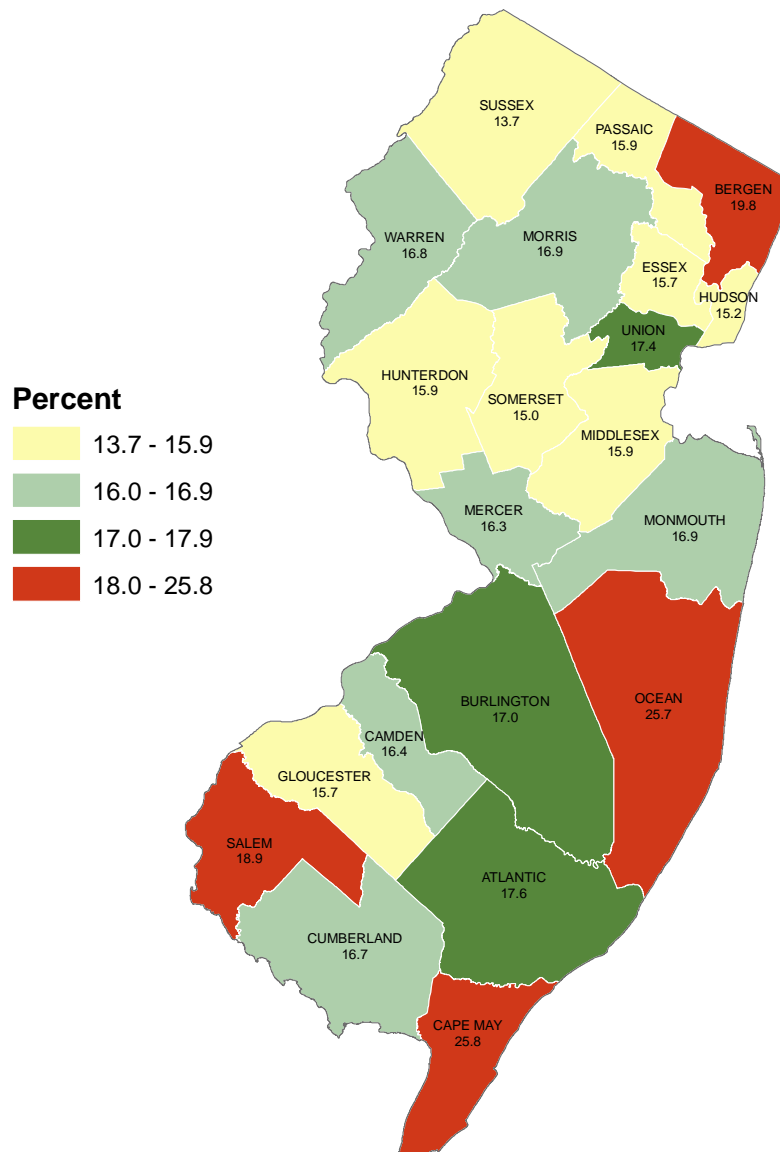 SUSSEX
13.7
PASSAIC
15.9
BERGEN
19.8
WARREN
16.8
MORRIS
16.9
ESSEX
15.7
HUDSON
15.2
UNION
17.4
HUNTERDON
15.9
SOMERSET
15.0
MIDDLESEX
15.9
Percent
13.7 - 15.9
16.0 - 16.9
17.0 - 17.9
18.0 - 25.8
MERCER
16.3
MONMOUTH
16.9
BURLINGTON
17.0
OCEAN
25.7
CAMDEN
16.4
GLOUCESTER
15.7
SALEM
18.9
ATLANTIC
17.6
CUMBERLAND
16.7
CAPE MAY
25.8